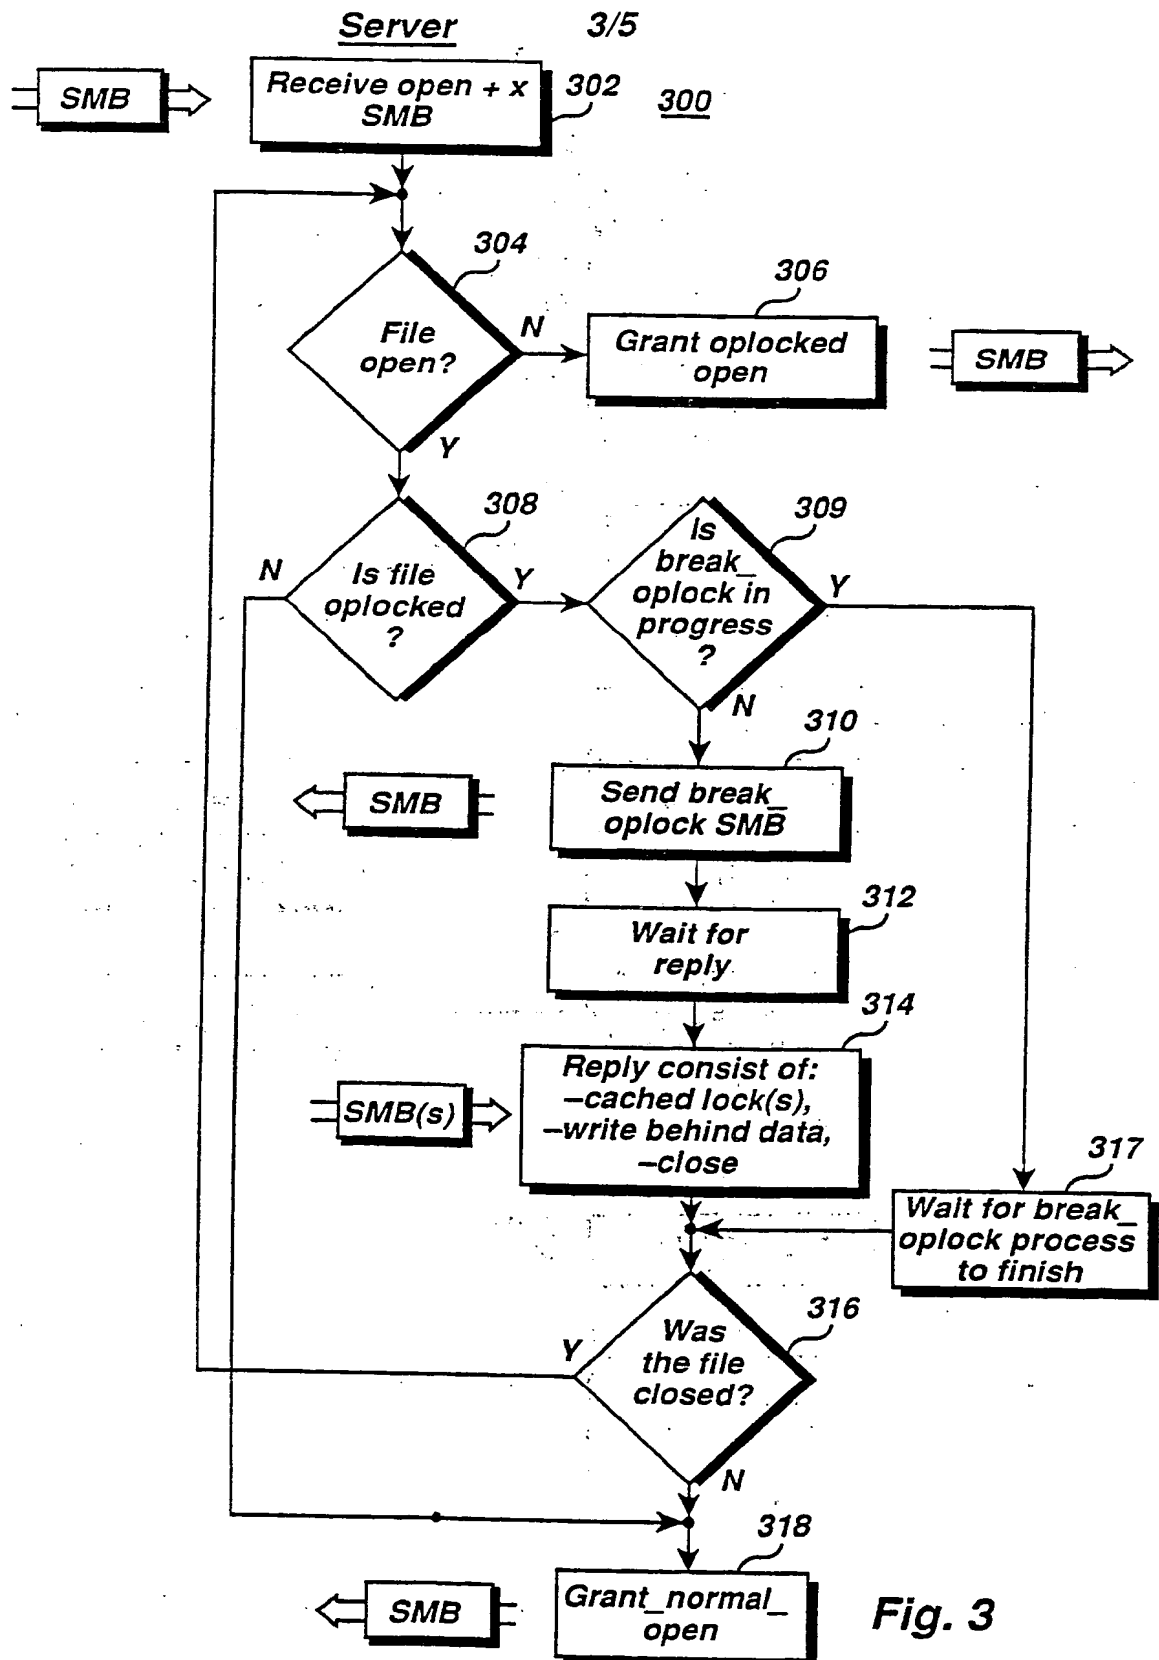 Server
3/5
SMB
Receive open + x
SMB
302
300
304
File
open?
N
Y
306
Grant oplocked
open
SMB
308
Is file
oplocked
?
N
Y
309
Is
break_
oplock in
progress
?
Y
N
310
Send break_
oplock SMB
SMB
312
Wait for
reply
314
Reply consist of:
–cached lock(s),
–write behind data,
–close
SMB(s)
317
Wait for break_
oplock process
to finish
316
Was
the file
closed?
Y
N
318
Grant_normal_
open
SMB
Fig. 3